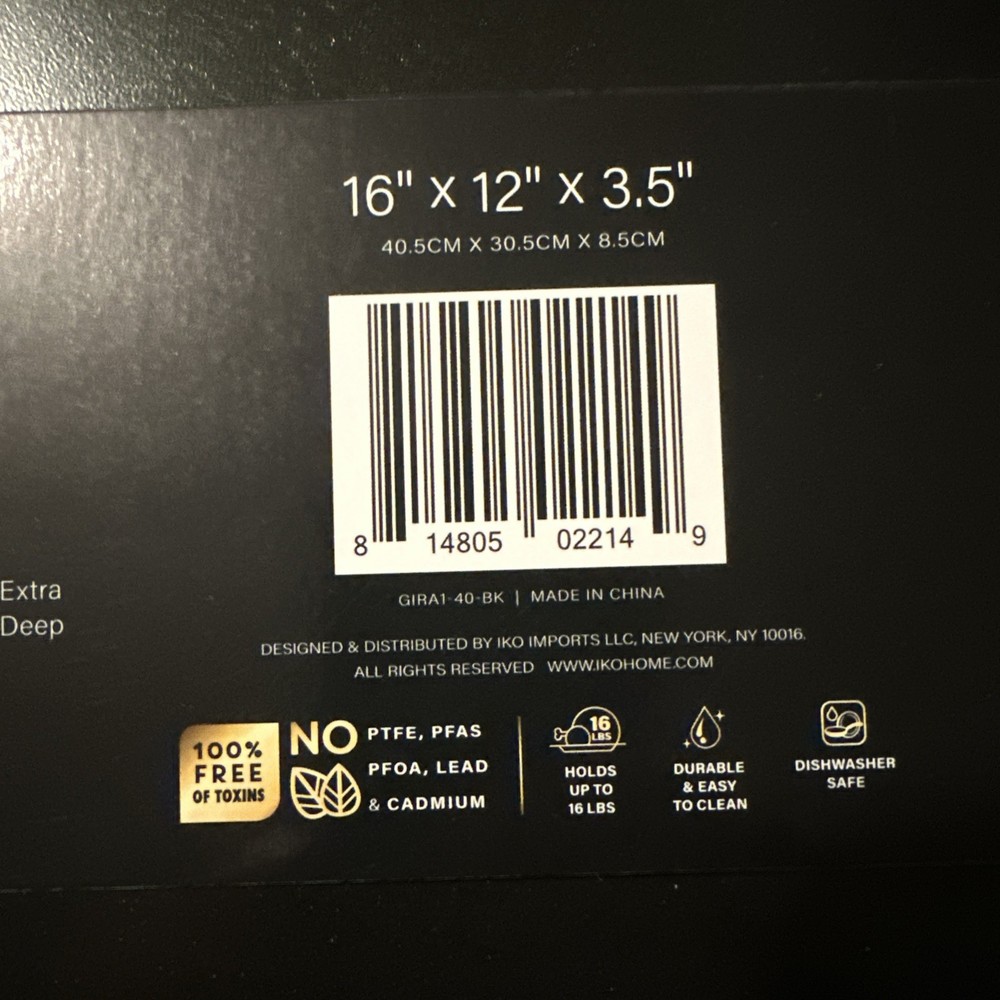 16" X 12" X 3.5"
40.5CM X 30.5CM X 8.5CM
8 14805 02214 9
GIRA1-40-BK | MADE IN CHINA
Extra
Deep
DESIGNED & DISTRIBUTED BY IKO IMPORTS LLC, NEW YORK, NY 10016.
ALL RIGHTS RESERVED WWW.IKOHOME.COM
100%
FREE
OF TOXINS
NO
PTFE, PFAS
PFOA, LEAD
& CADMIUM
16
LBS
HOLDS
UP TO
16 LBS
DURABLE
& EASY
TO CLEAN
DISHWASHER
SAFE